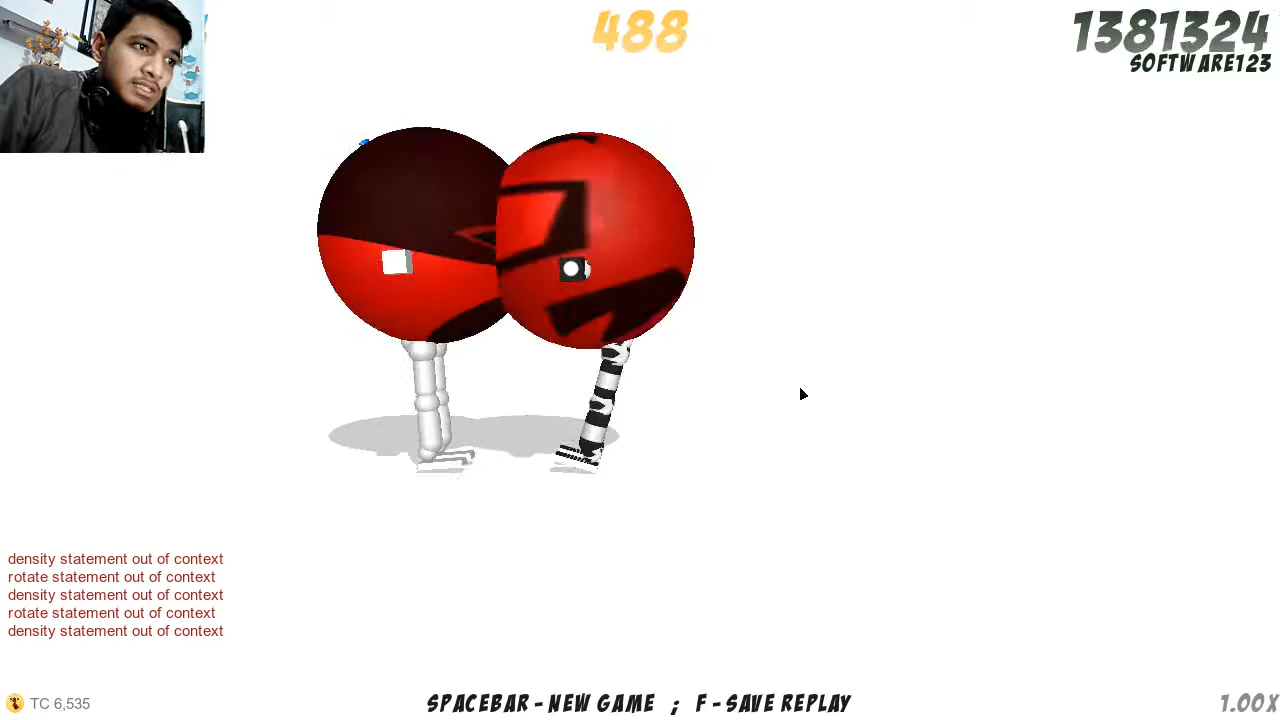 488
1381324
SOFTWARE123
density statement out of context
rotate statement out of context
density statement out of context
rotate statement out of context
density statement out of context
TC 6,535
SPACEBAR - NEW GAME ; F - SAVE REPLAY
1.00X